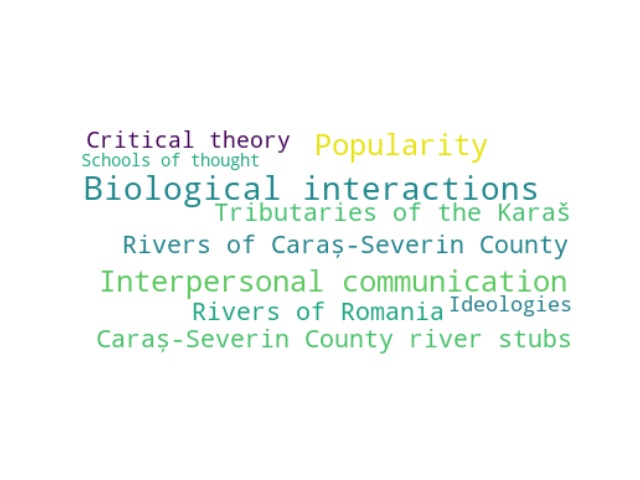 Critical theory
Popularity
Schools of thought
Biological interactions
Tributaries of the Karaš
Rivers of Caraș-Severin County
Interpersonal communication
Rivers of Romania
Ideologies
Caraș-Severin County river stubs